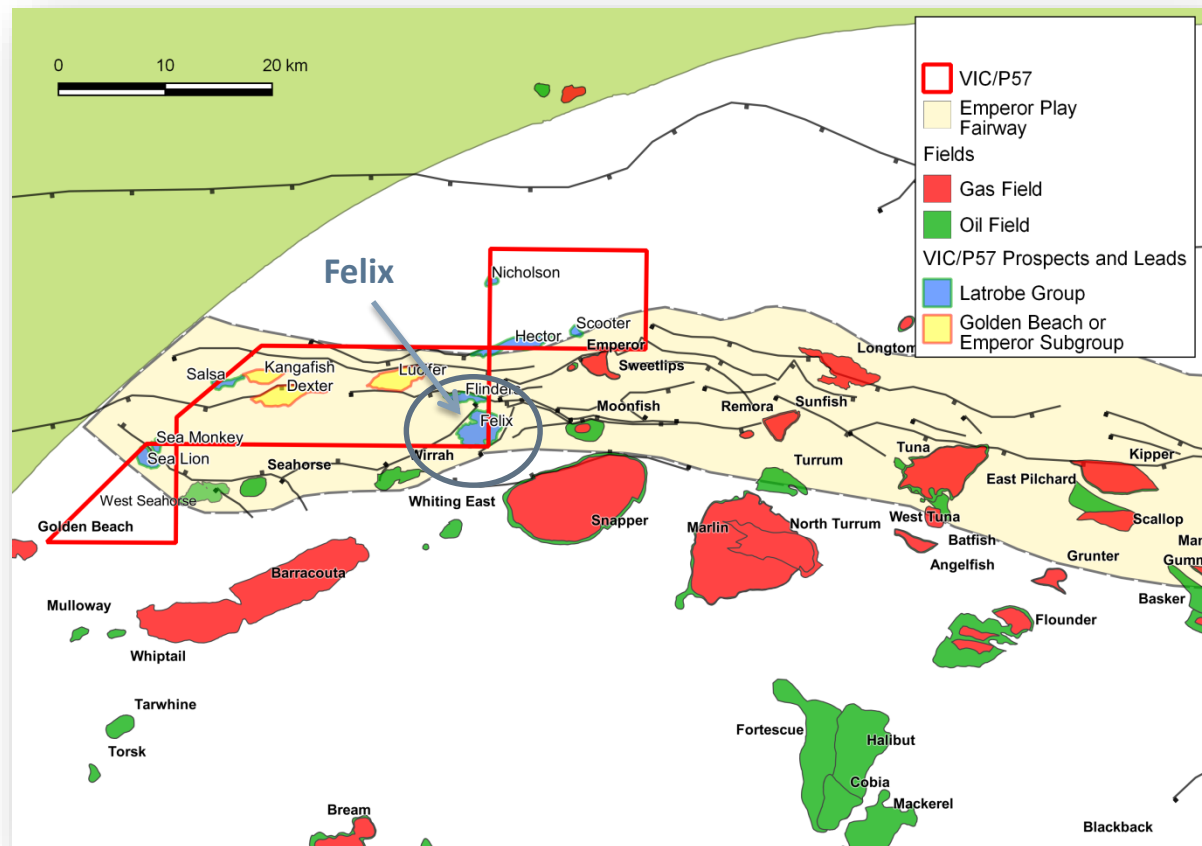 0 10 20 km
VIC/P57
Emperor Play
Fairway
Fields
Gas Field
Oil Field
VIC/P57 Prospects and Leads
Latrobe Group
Golden Beach or
Emperor Subgroup
Felix
Nicholson
Scooter
Hector
Emperor
Sweetlips
Longtom
Kangafish
Salsa
Dexter
Lucifer
Flinders
Felix
Moonfish
Remora
Sunfish
Sea Monkey
Sea Lion
Seahorse
Wirrah
Turrum
Tuna
Kipper
East Pilchard
West Seahorse
Whiting East
Snapper
Marlin
North Turrum
West Tuna
Scallop
Batfish
Angelfish
Grunter
Man
Gumm
Basker
Golden Beach
Barracouta
Mulloway
Whiptail
Flounder
Tarwhine
Torsk
Fortescue
Halibut
Cobia
Mackerel
Bream
Blackback